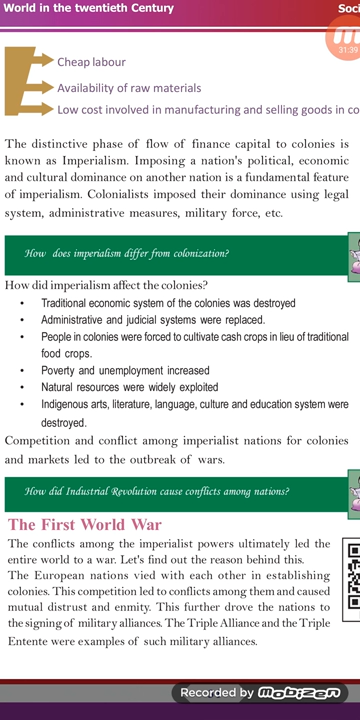 World in the twentieth Century
Soci
31:39
Cheap labour
Availability of raw materials
Low cost involved in manufacturing and selling goods in co
The distinctive phase of flow of finance capital to colonies is
known as Imperialism. Imposing a nation's political, economic
and cultural dominance on another nation is a fundamental feature
of imperialism. Colonialists imposed their dominance using legal
system, administrative measures, military force, etc.
How does imperialism differ from colonization?
How did imperialism affect the colonies?
• Traditional economic system of the colonies was destroyed
• Administrative and judicial systems were replaced.
• People in colonies were forced to cultivate cash crops in lieu of traditional
food crops.
• Poverty and unemployment increased
• Natural resources were widely exploited
• Indigenous arts, literature, language, culture and education system were
destroyed.
Competition and conflict among imperialist nations for colonies
and markets led to the outbreak of wars.
How did Industrial Revolution cause conflicts among nations?
The First World War
The conflicts among the imperialist powers ultimately led the
entire world to a war. Let's find out the reason behind this.
The European nations vied with each other in establishing
colonies. This competition led to conflicts among them and caused
mutual distrust and enmity. This further drove the nations to
the signing of military alliances. The Triple Alliance and the Triple
Entente were examples of such military alliances.
Recorded by mobizen